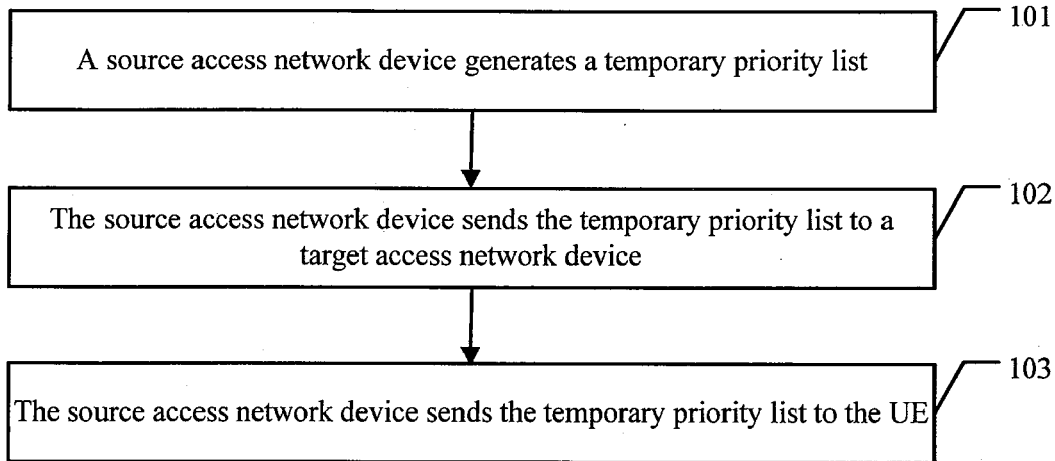 101
A source access network device generates a temporary priority list
102
The source access network device sends the temporary priority list to a
target access network device
103
The source access network device sends the temporary priority list to the UE